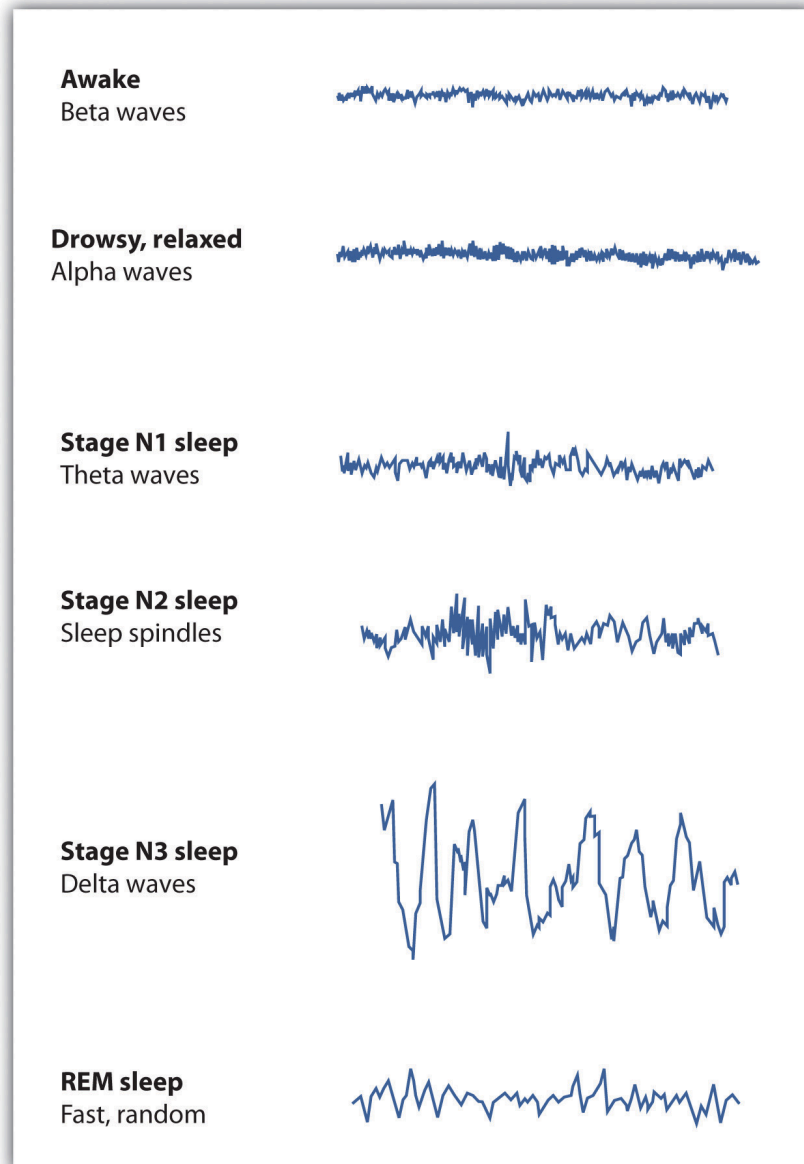 Awake
Beta waves
Drowsy, relaxed
Alpha waves
Stage N1 sleep
Theta waves
Stage N2 sleep
Sleep spindles
Stage N3 sleep
Delta waves
REM sleep
Fast, random